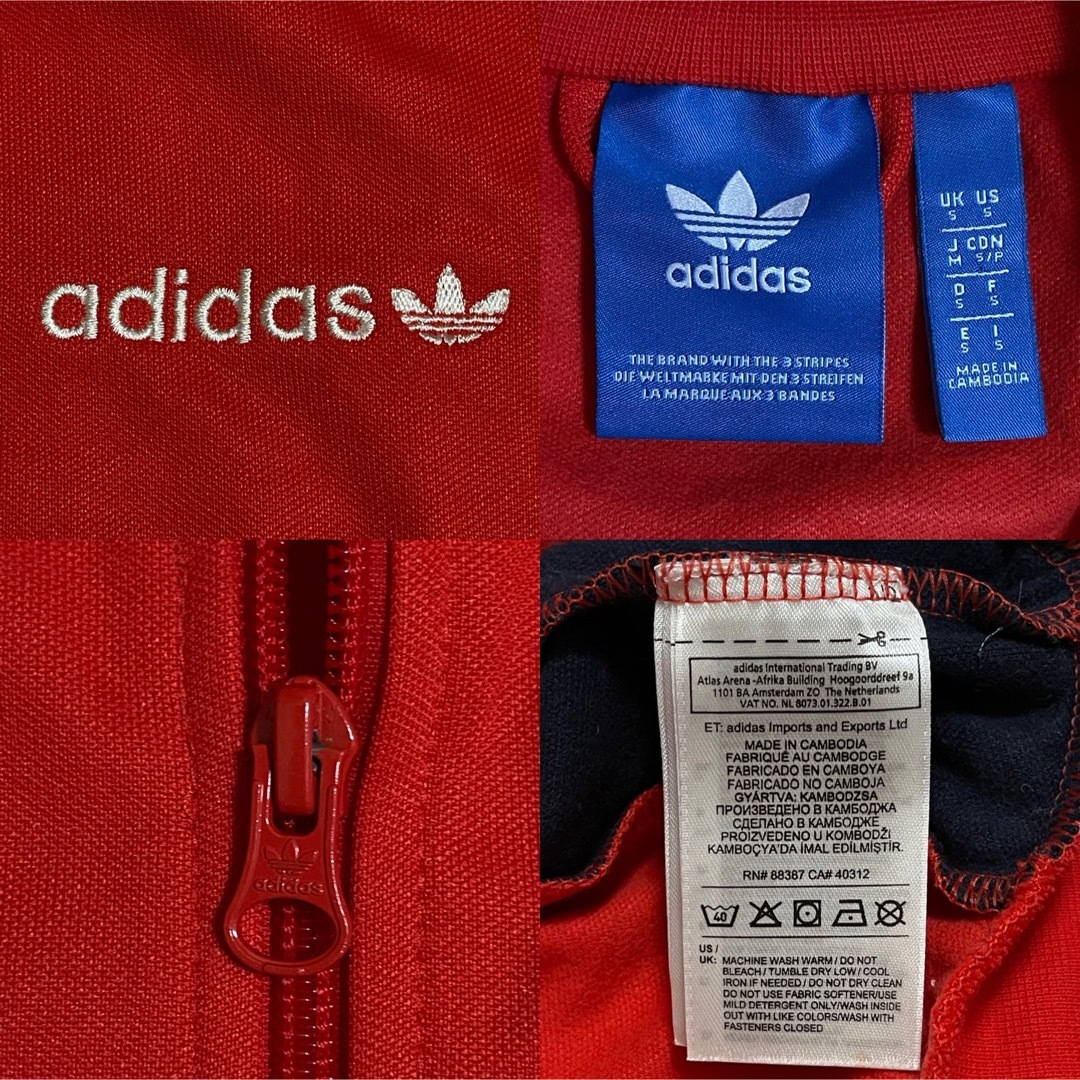 adidas
adidas
THE BRAND WITH THE 3 STRIPES
DIE WELTMARKE MIT DEN 3 STREIFEN
LA MARQUE AUX 3 BANDES
UK US
S S
J CDN
M S/P
D F
S S
E I
S S
MADE IN
CAMBODIA
adidas
adidas International Trading BV
Atlas Arena -Afrika Building Hoogoorddreef 9a
1101 BA Amsterdam ZO The Netherlands
VAT NO. NL 8073.01.322.B.01
ET: adidas Imports and Exports Ltd
MADE IN CAMBODIA
FABRIQUÉ AU CAMBODGE
FABRICADO EN CAMBOYA
FABRICADO NO CAMBOJA
GYÁRTVA: KAMBODZSA
ПРОИЗВЕДЕНО В КАМБОДЖА
СДЕЛАНО В КАМБОДЖЕ
PROIZVEDENO U KOMBODŽI
KAMBOÇYA'DA İMAL EDİLMİŞTİR.
RN# 88387 CA# 40312
40
US /
UK: MACHINE WASH WARM / DO NOT
BLEACH / TUMBLE DRY LOW / COOL
IRON IF NEEDED / DO NOT DRY CLEAN
DO NOT USE FABRIC SOFTENER/USE
MILD DETERGENT ONLY/WASH INSIDE
OUT WITH LIKE COLORS/WASH WITH
FASTENERS CLOSED